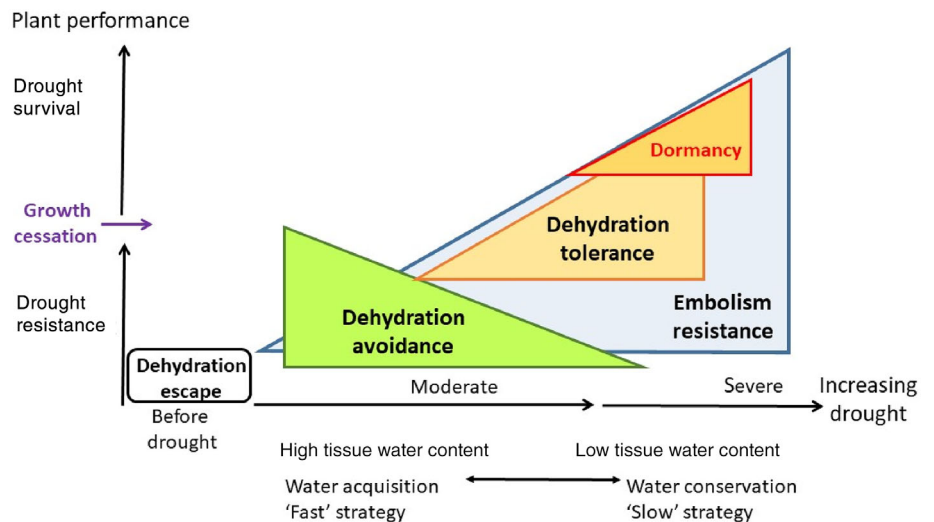 Plant performance
Drought
survival
Growth
cessation
Drought
resistance
Dormancy
Dehydration
tolerance
Embolism
resistance
Dehydration
avoidance
Dehydration
escape
Before
drought
Moderate
Severe
Increasing
drought
High tissue water content
Low tissue water content
Water acquisition
'Fast' strategy
Water conservation
'Slow' strategy